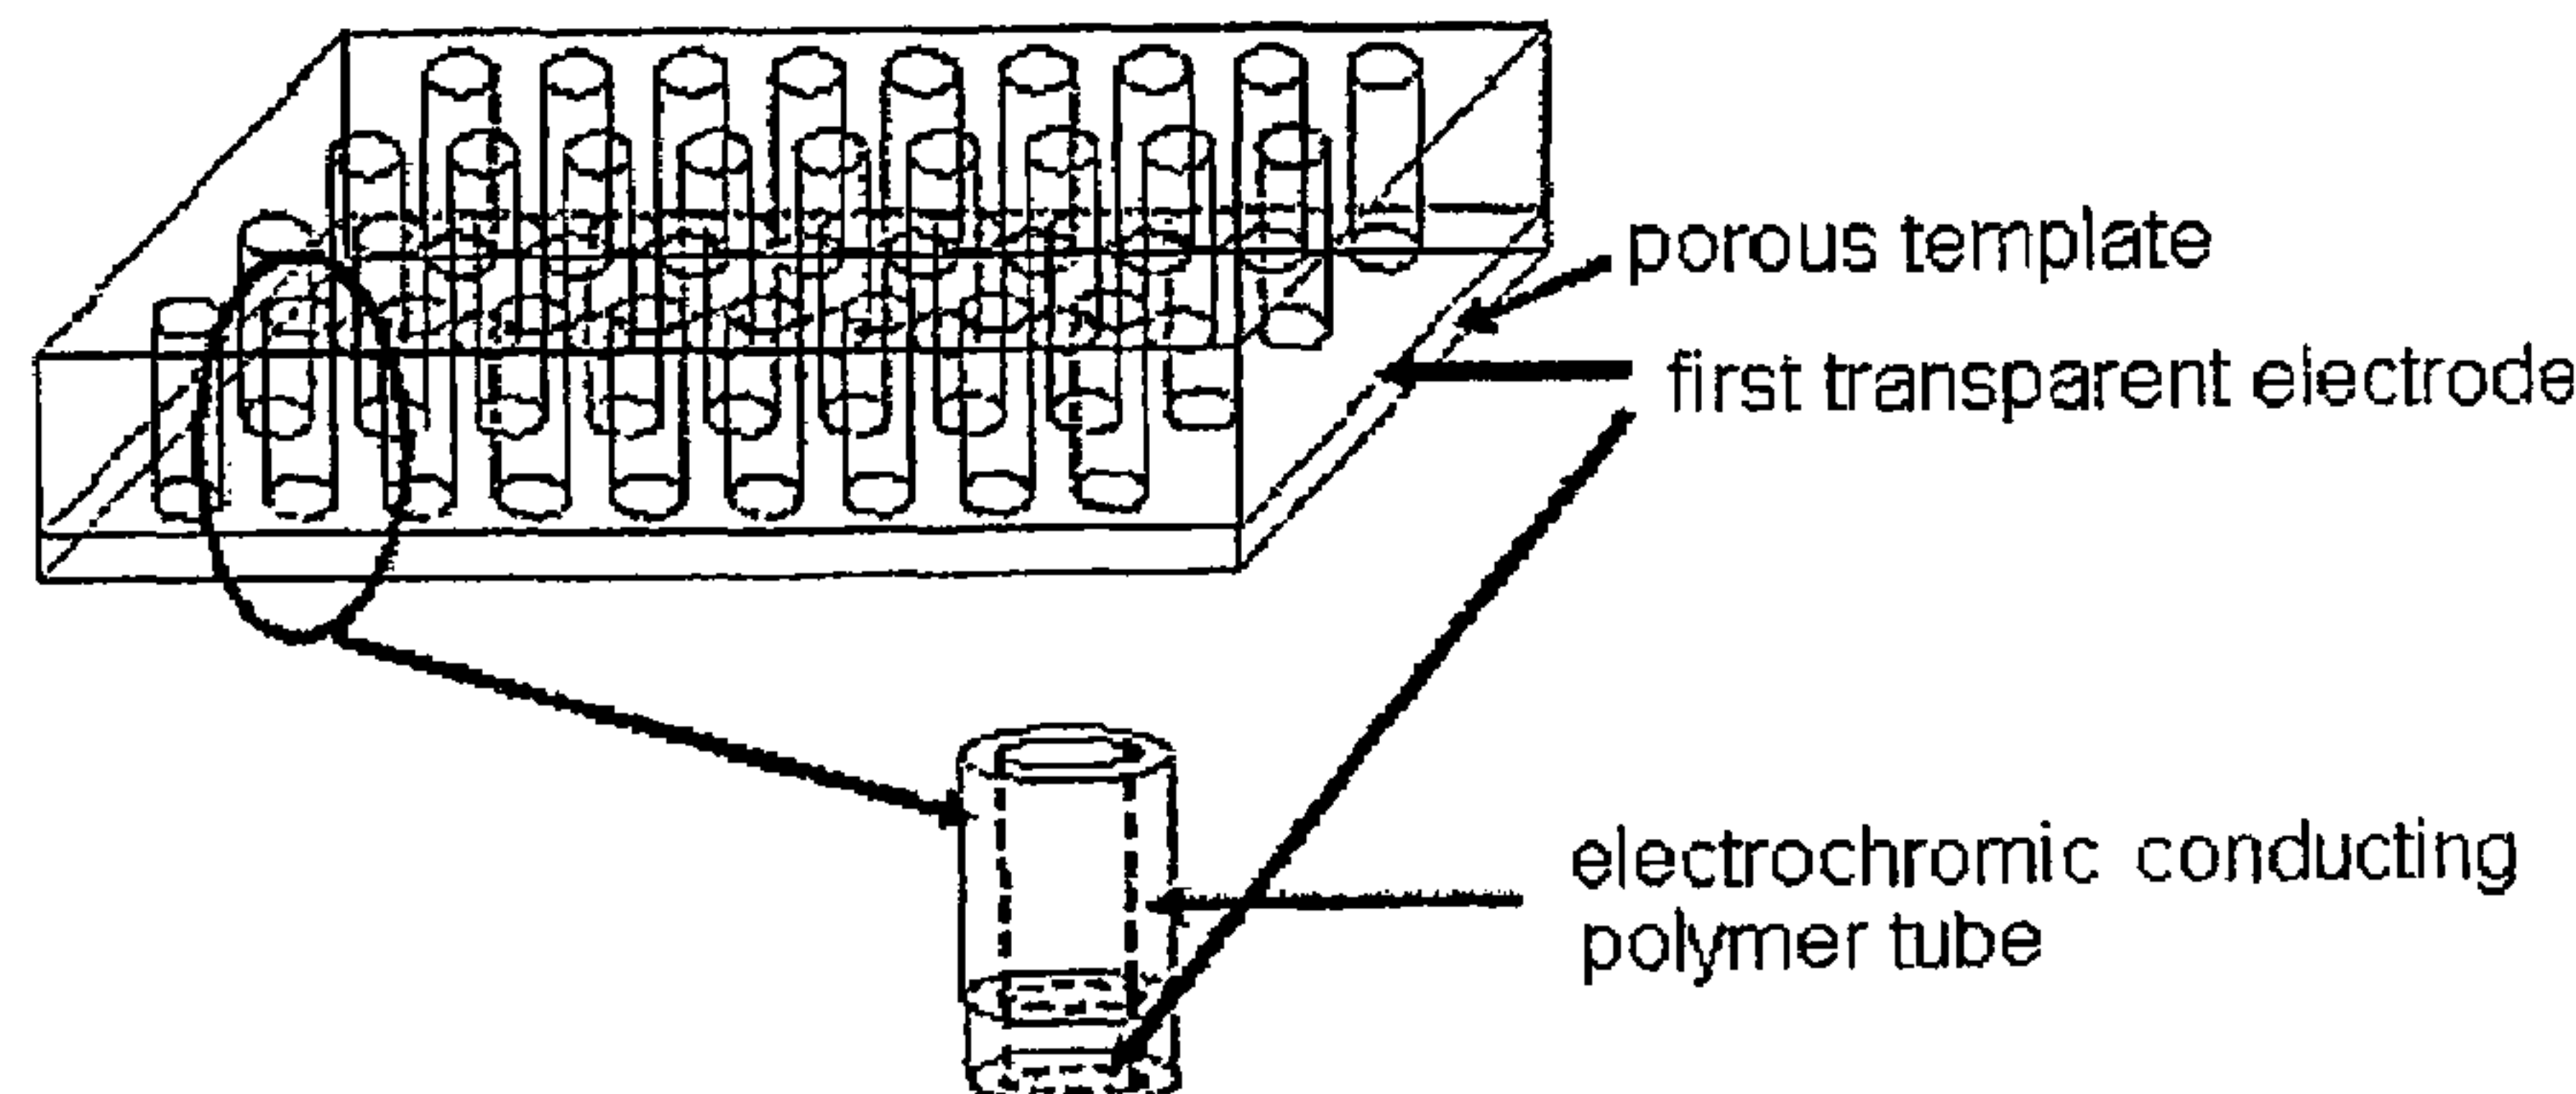 porous template
first transparent electrode
electrochromic conducting
polymer tube